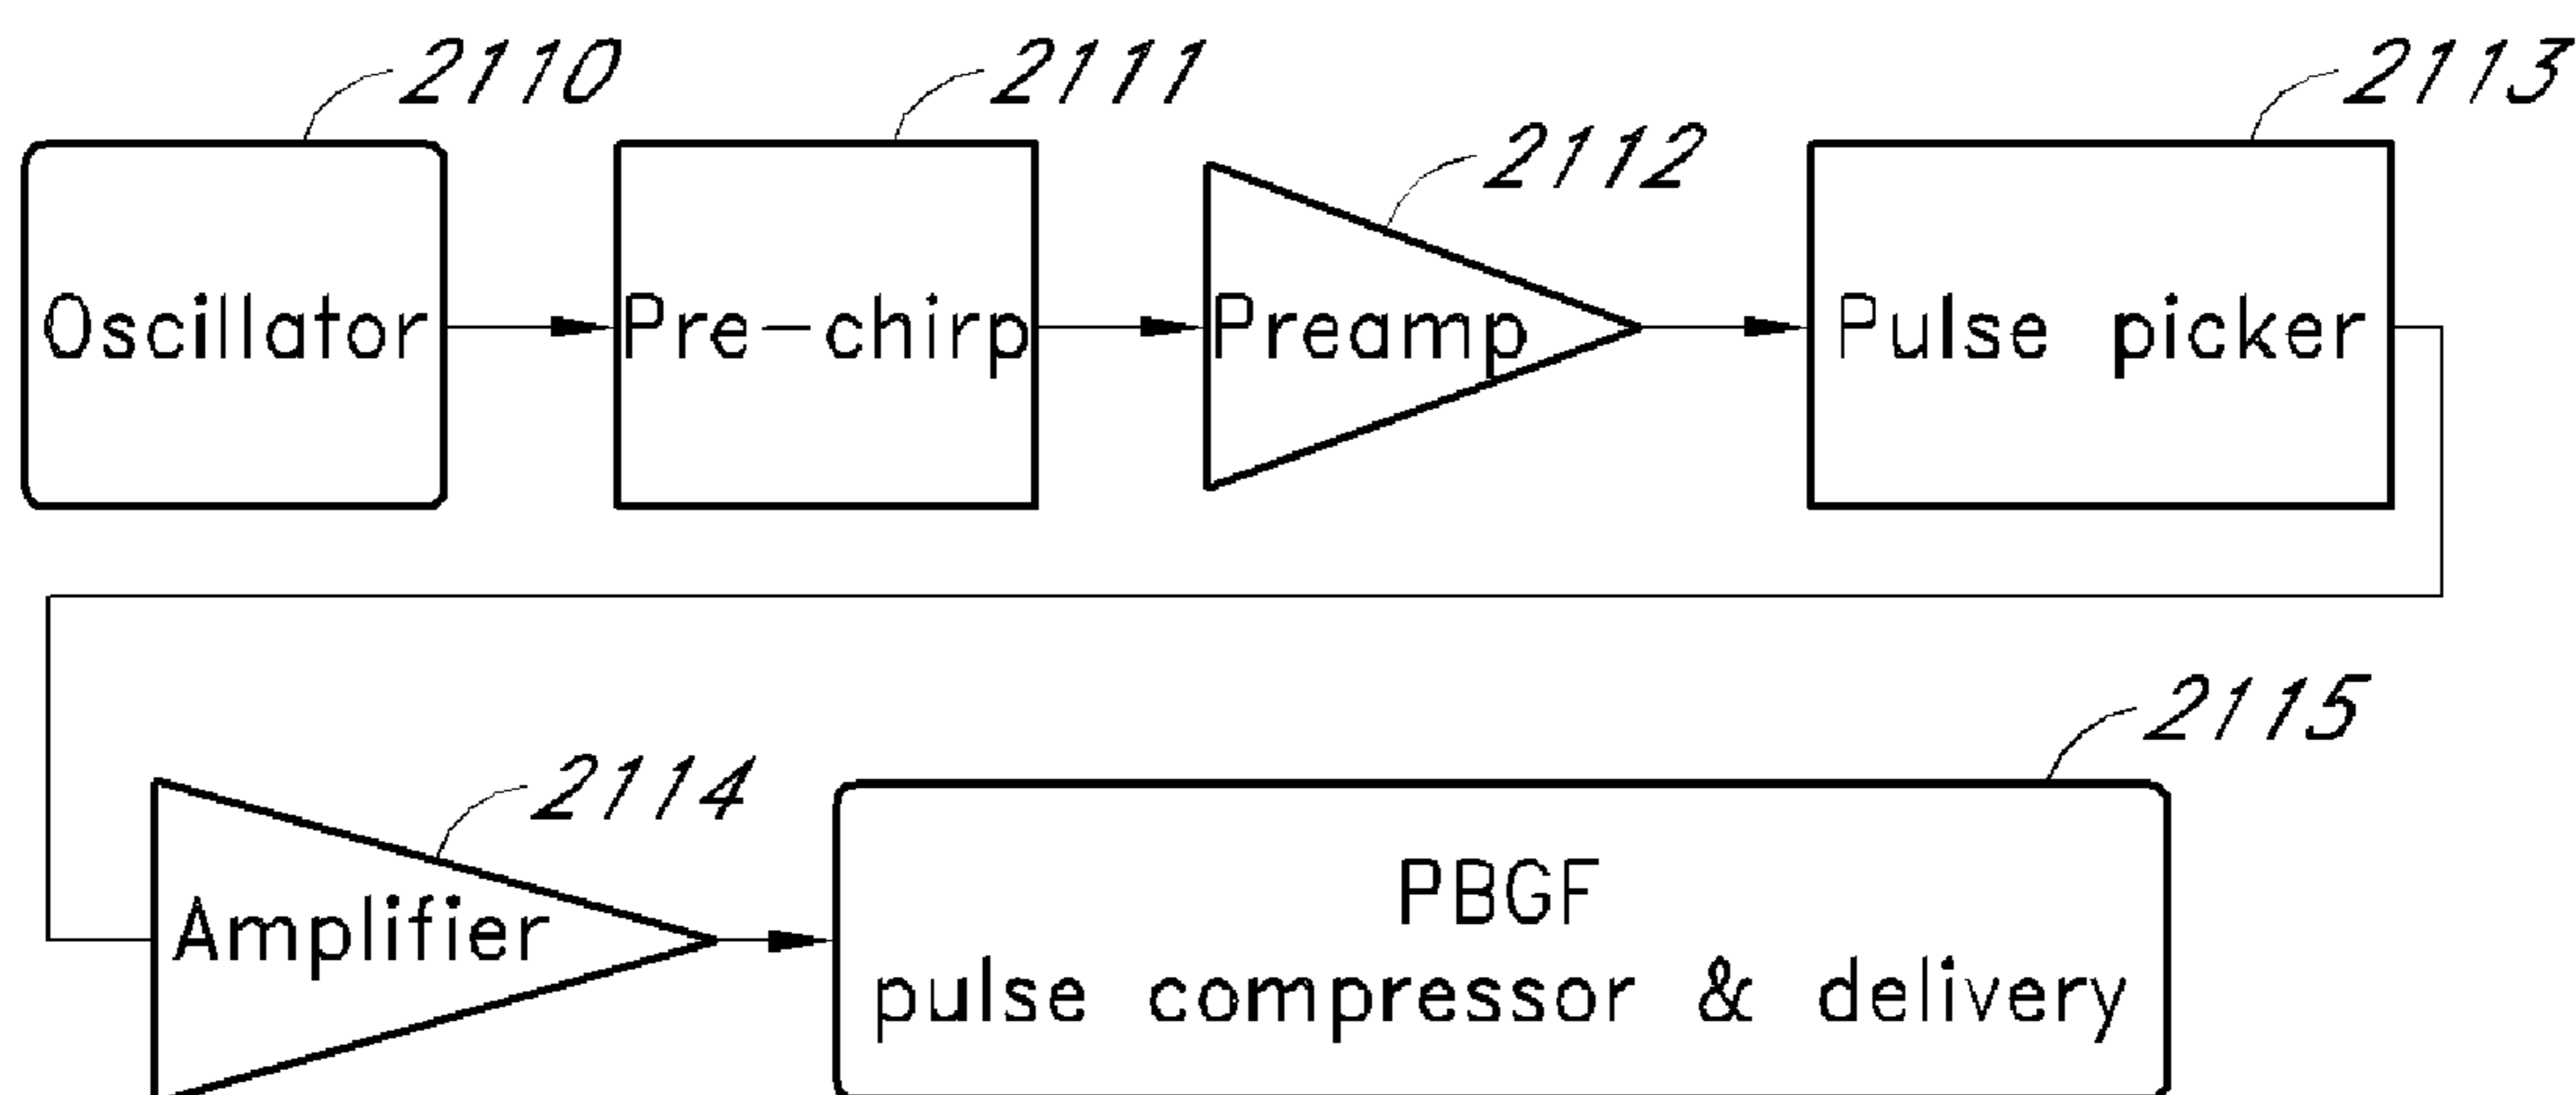 2110
2111
2112
2113
Oscillator
Pre-chirp
Preamp
Pulse picker
2114
2115
Amplifier
PBGF
pulse compressor & delivery